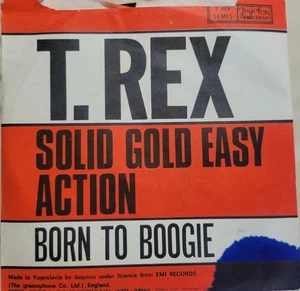 T. REX
T. REX
SOLID GOLD EASY
ACTION
BORN TO BOOGIE
Made in Yugoslavia by Jugoton under licence from EMI RECORDS
(The gramophone Co. Ltd.), England.